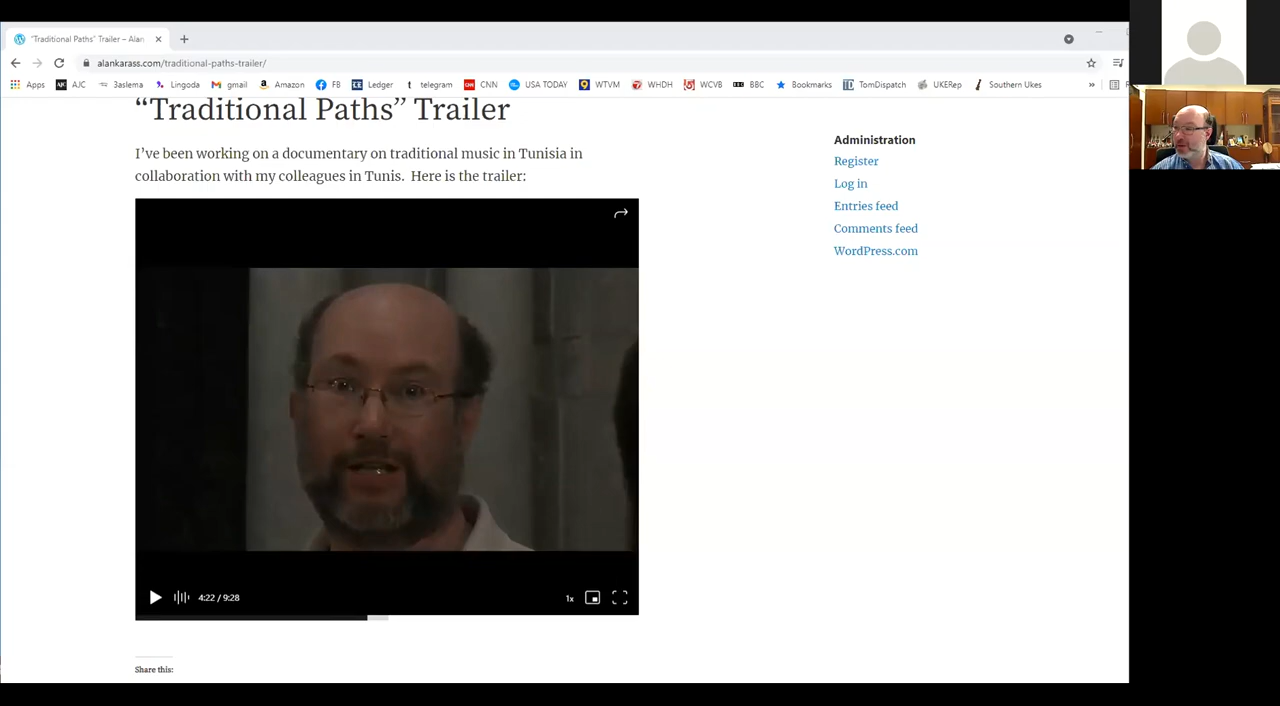 "Traditional Paths" Trailer – Alan
alankarass.com/traditional-paths-trailer/
Apps AJC 3aslema Lingoda gmail Amazon FB Ledger telegram CNN USA TODAY WTVM WHDH WCVB BBC Bookmarks TomDispatch UKERep Southern Ukes » R
“Traditional Paths” Trailer
I’ve been working on a documentary on traditional music in Tunisia in
collaboration with my colleagues in Tunis. Here is the trailer:
4:22 / 9:28
1x
Share this:
Administration
Register
Log in
Entries feed
Comments feed
WordPress.com